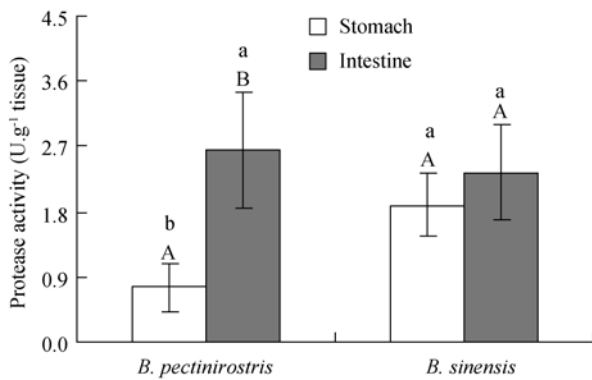 4.5
3.6
2.7
1.8
0.9
0.0
Protease activity (U.g⁻¹ tissue)
Stomach
Intestine
b
A
a
B
a
A
a
A
B. pectinirostris
B. sinensis